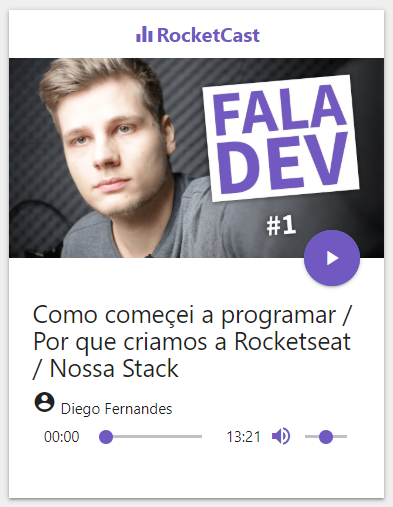 RocketCast
FALA
DEV
#1
Como começei a programar /
Por que criamos a Rocketseat
/ Nossa Stack
Diego Fernandes
00:00 13:21